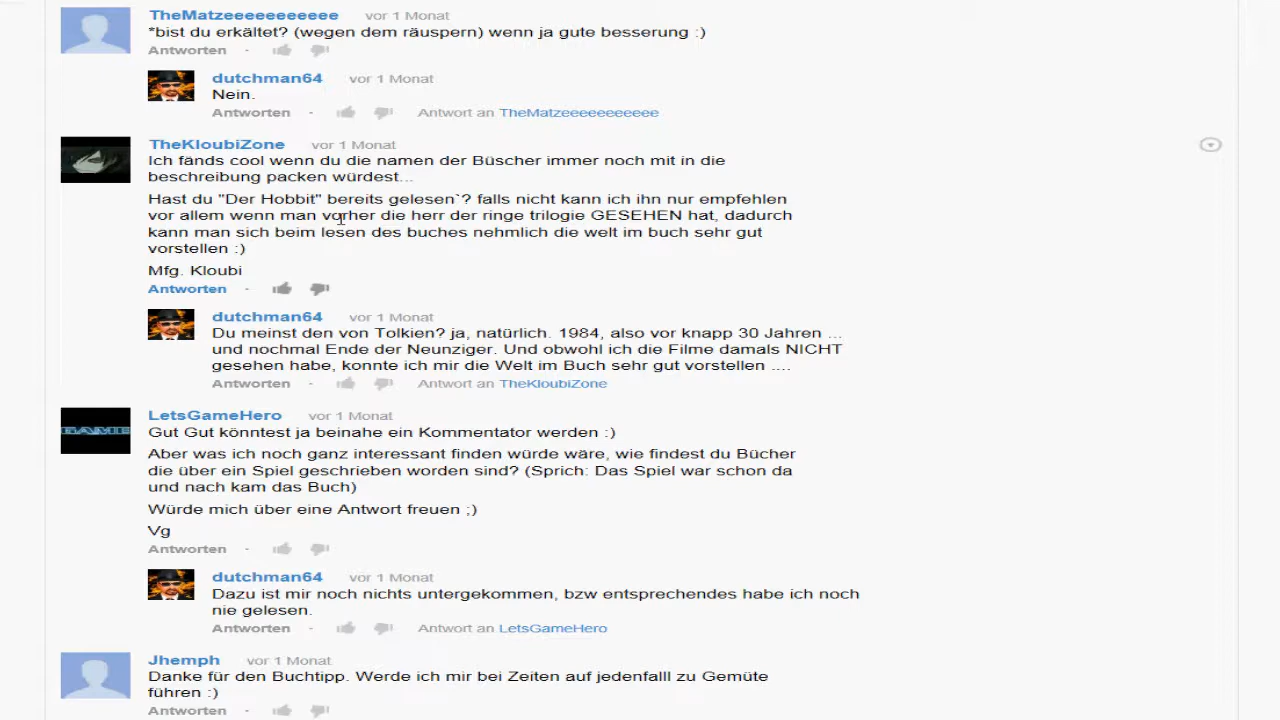 TheMatzeeeeeeeeeee vor 1 Monat
*bist du erkältet? (wegen dem räuspern) wenn ja gute besserung :)
Antworten ·
dutchman64 vor 1 Monat
Nein.
Antworten · Antwort an TheMatzeeeeeeeeeee
TheKloubiZone vor 1 Monat
Ich fänds cool wenn du die namen der Büscher immer noch mit in die
beschreibung packen würdest...
Hast du "Der Hobbit" bereits gelesen`? falls nicht kann ich ihn nur empfehlen
vor allem wenn man vorher die herr der ringe trilogie GESEHEN hat, dadurch
kann man sich beim lesen des buches nehmlich die welt im buch sehr gut
vorstellen :)
Mfg. Kloubi
Antworten ·
dutchman64 vor 1 Monat
Du meinst den von Tolkien? ja, natürlich. 1984, also vor knapp 30 Jahren ...
und nochmal Ende der Neunziger. Und obwohl ich die Filme damals NICHT
gesehen habe, konnte ich mir die Welt im Buch sehr gut vorstellen ....
Antworten · Antwort an TheKloubiZone
GAME
LetsGameHero vor 1 Monat
Gut Gut könntest ja beinahe ein Kommentator werden :)
Aber was ich noch ganz interessant finden würde wäre, wie findest du Bücher
die über ein Spiel geschrieben worden sind? (Sprich: Das Spiel war schon da
und nach kam das Buch)
Würde mich über eine Antwort freuen ;)
Vg
Antworten ·
dutchman64 vor 1 Monat
Dazu ist mir noch nichts untergekommen, bzw entsprechendes habe ich noch
nie gelesen.
Antworten · Antwort an LetsGameHero
Jhemph vor 1 Monat
Danke für den Buchtipp. Werde ich mir bei Zeiten auf jedenfalll zu Gemüte
führen :)
Antworten ·